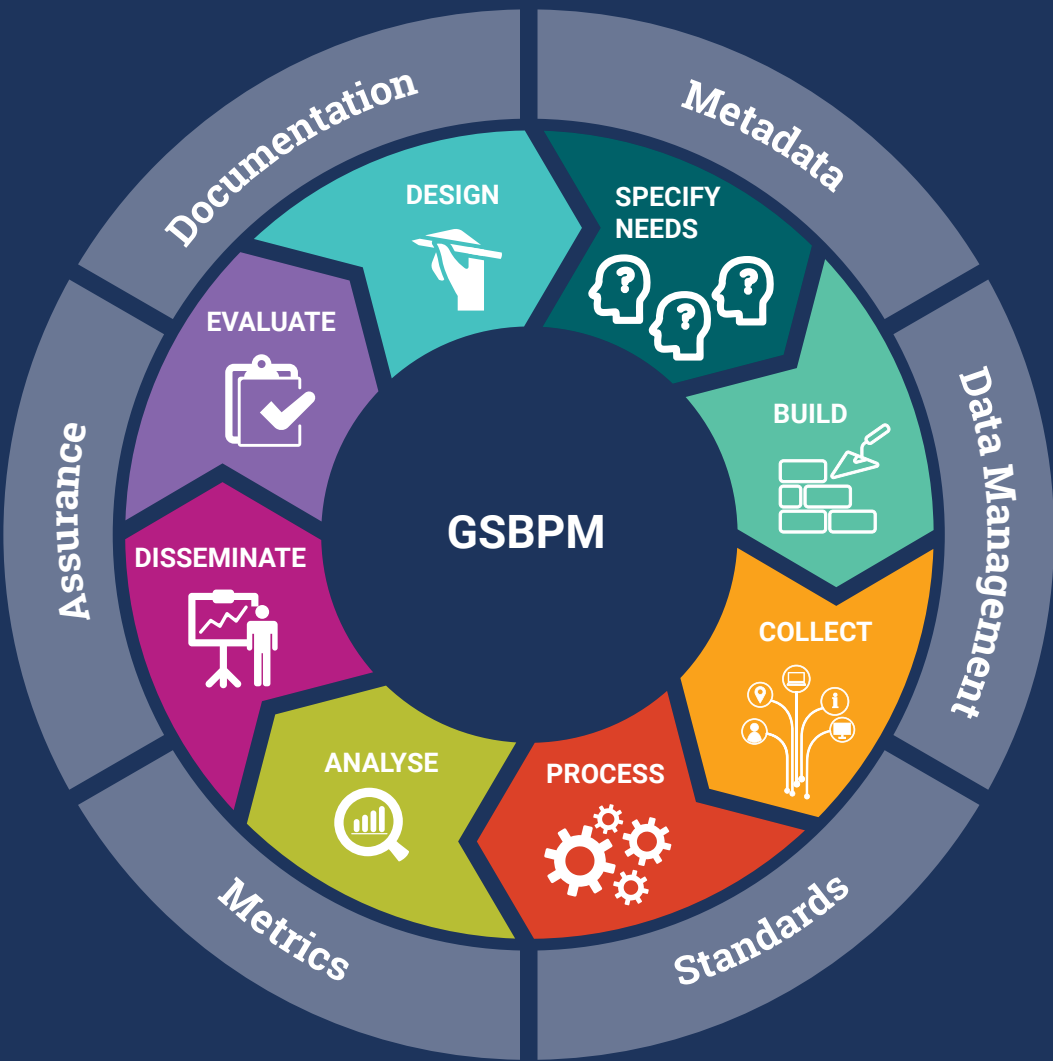 Documentation
Metadata
DESIGN
SPECIFY
NEEDS
EVALUATE
BUILD
Data Management
Assurance
GSBPM
DISSEMINATE
COLLECT
i
ANALYSE
PROCESS
Metrics
Standards